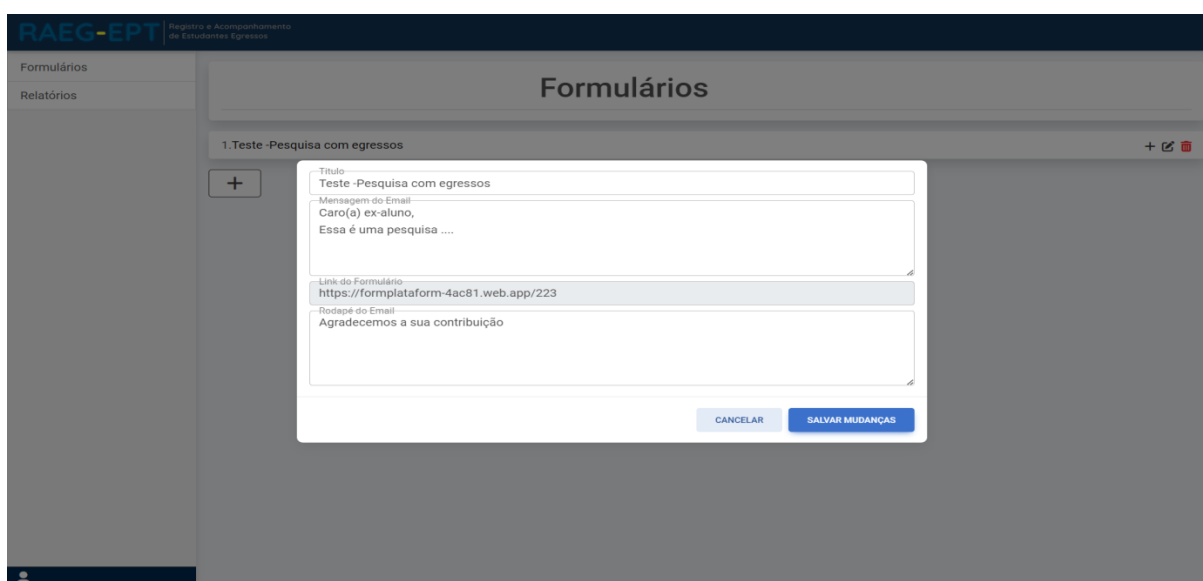 RAEG-EPT
Registro e Acompanhamento
de Estudantes Egressos
Formulários
Relatórios
Formulários
1.Teste -Pesquisa com egressos
Titulo
Teste -Pesquisa com egressos
Mensagem do Email
Caro(a) ex-aluno,
Essa é uma pesquisa ....
Link do Formulário
https://formplataform-4ac81.web.app/223
Rodapé do Email
Agradecemos a sua contribuição
CANCELAR
SALVAR MUDANÇAS